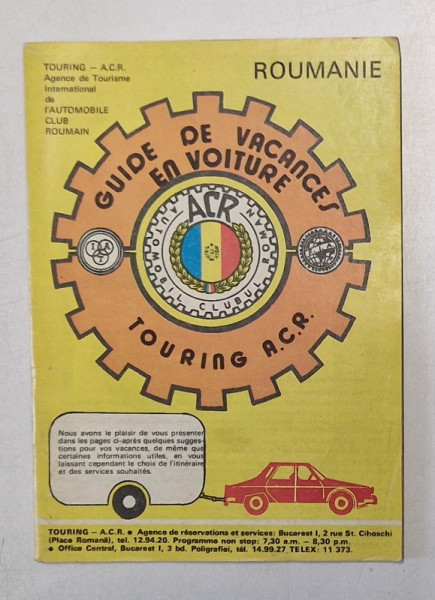 TOURING — A.C.R.
Agence de Tourisme
International
de
l'AUTOMOBILE
CLUB
ROUMAIN
ROUMANIE
GUIDE DE VACANCES
EN VOITURE
ACR
AUTOMOBIL CLUBUL ROMAN
TOURING A.C.R.
Nous avons le plaisir de vous présenter
dans les pages ci-après quelques sugges-
tions pour vos vacances, de même que
certaines informations utiles, en vous
laissant cependant le choix de l'itinéraire
et des services souhaités.
TOURING — A.C.R. ● Agence de réservations et services: Bucarest I, 2 rue St. Cihoschi
(Place Romană), tel. 12.94.20. Programme non stop: 7,30 a.m. — 8,30 p.m.
● Office Central, Bucarest I, 3 bd. Poligrafiei, tél. 14.99.27 TELEX: 11 373.